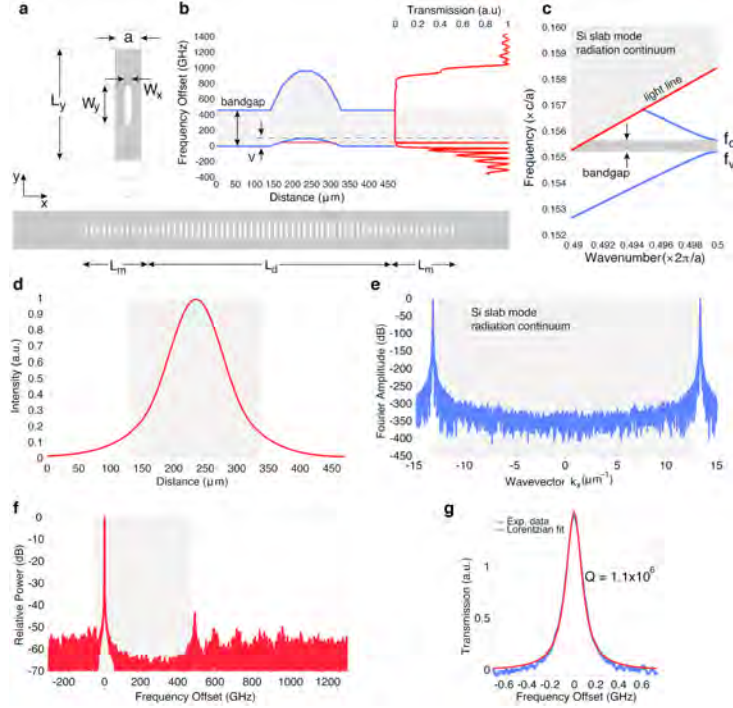 a
a
L_y
W_y
W_x
y
x
b
Transmission (a.u)
0 0.2 0.4 0.6 0.8 1
Frequency Offset (GHz)
1400
1200
1000
800
600
400
200
0
-200
-400
bandgap
V
0 50 100 150 200 250 300 350 400 450
Distance (μm)
c
Frequency (× c/a)
0.160
0.159
0.158
0.157
0.156
0.155
0.153
0.152
Si slab mode
radiation continuum
light line
bandgap
f_v
0.49 0.492 0.494 0.496 0.498 0.5
Wavenumber (×2π/a)
L_m
L_d
L_m
d
Intensity (a.u.)
1
0.9
0.8
0.7
0.6
0.5
0.4
0.3
0.2
0.1
0
0 100 200 300 400
Distance (μm)
e
Fourier Amplitude (dB)
0
-50
-100
-150
-200
-250
-300
-350
-400
-450
Si slab mode
radiation continuum
-15 -10 -5 0 5 10 15
Wavevector k_x(μm⁻¹)
f
Relative Power (dB)
0
-10
-20
-30
-40
-50
-60
-70
-200 0 200 400 600 800 1000 1200
Frequency Offset (GHz)
g
Exp. data
Lorentzian fit
Q = 1.1x10⁶
Transmission (a.u.)
1
0.5
0
-0.6 -0.4 -0.2 0 0.2 0.4 0.6
Frequency Offset (GHz)